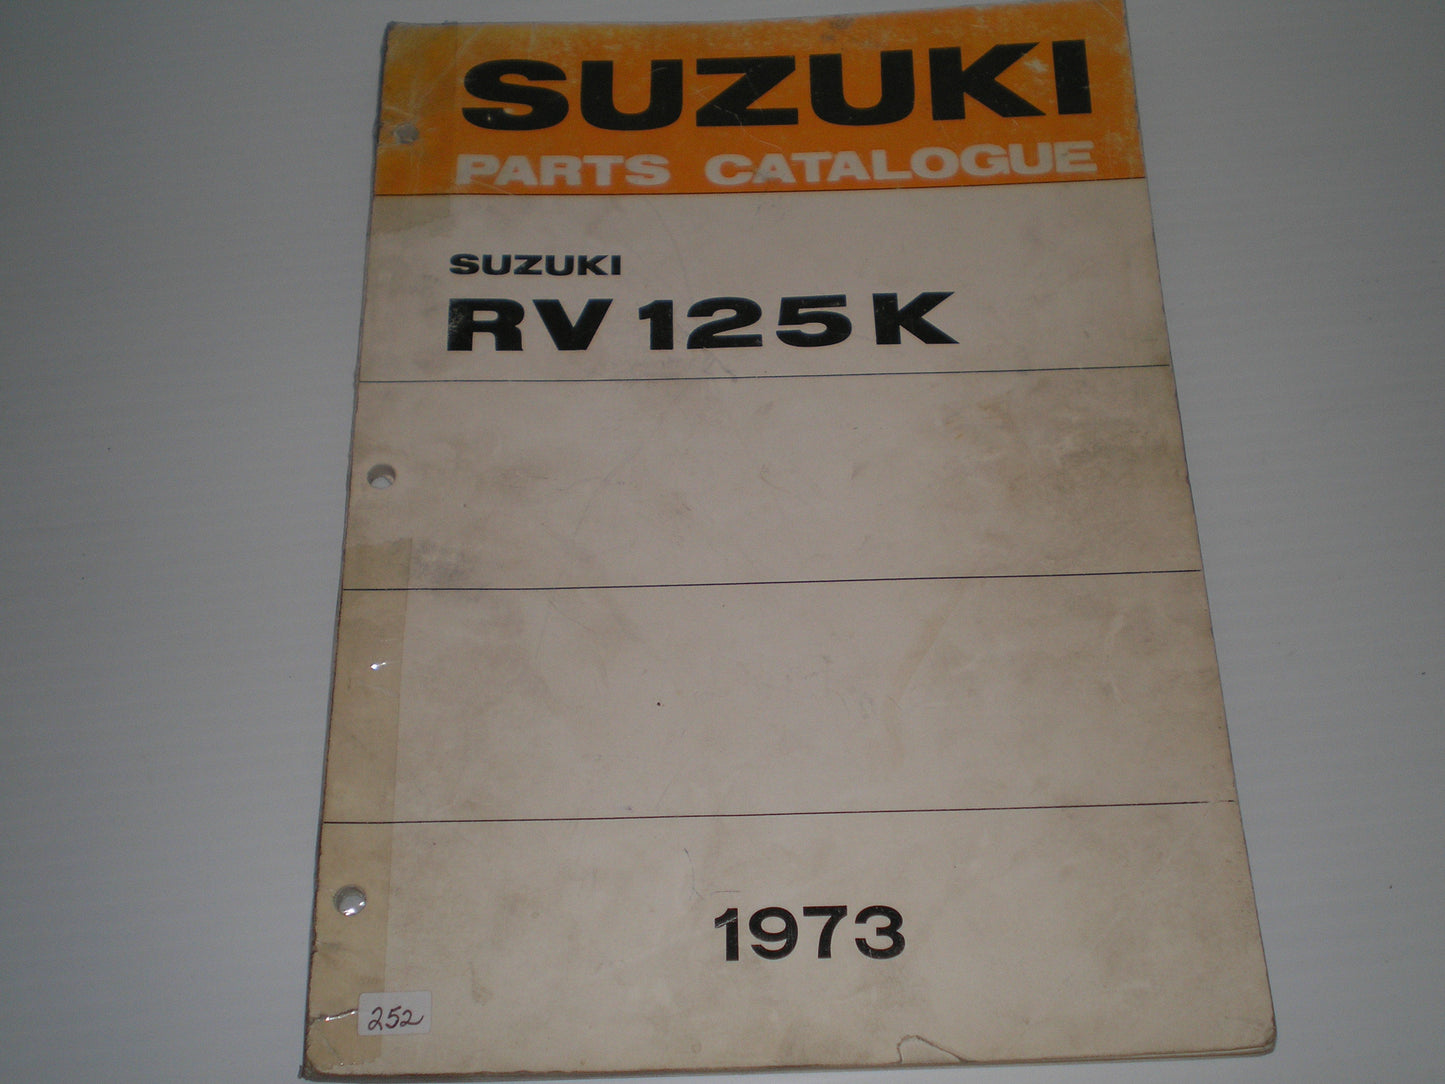 SUZUKI
PARTS CATALOGUE
SUZUKI
RV 125 K
1973
252